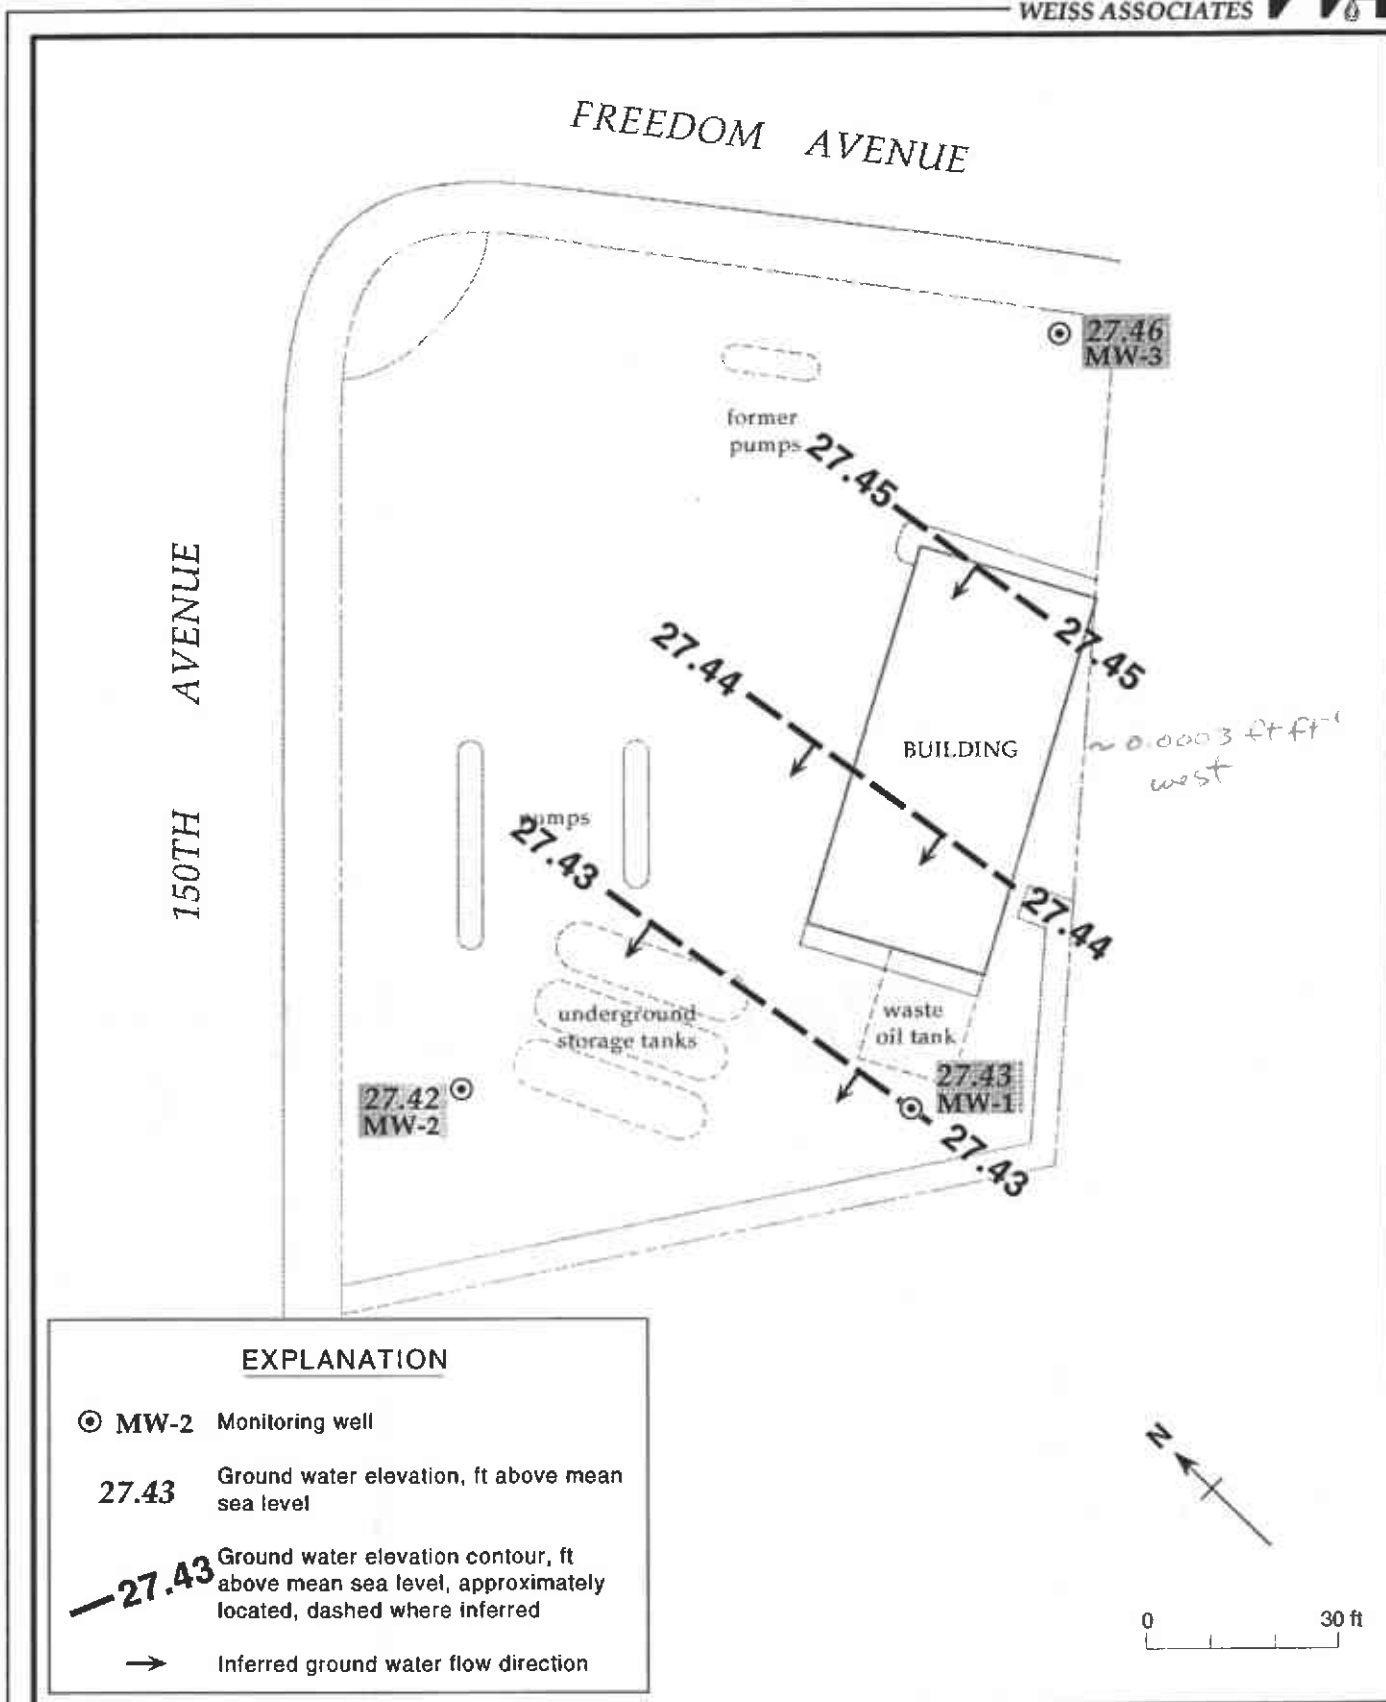 WEISS ASSOCIATES
FREEDOM AVENUE
27.46
MW-3
former
pumps
27.45
27.45
150TH AVENUE
27.44
BUILDING
~ 0.0003 ft ft⁻¹
west
pumps
27.43
27.44
underground
storage tanks
waste
oil tank
27.42
MW-2
27.43
MW-1
27.43
EXPLANATION
MW-2 Monitoring well
27.43 Ground water elevation, ft above mean
sea level
27.43 Ground water elevation contour, ft
above mean sea level, approximately
located, dashed where inferred
Inferred ground water flow direction
N
0 30 ft